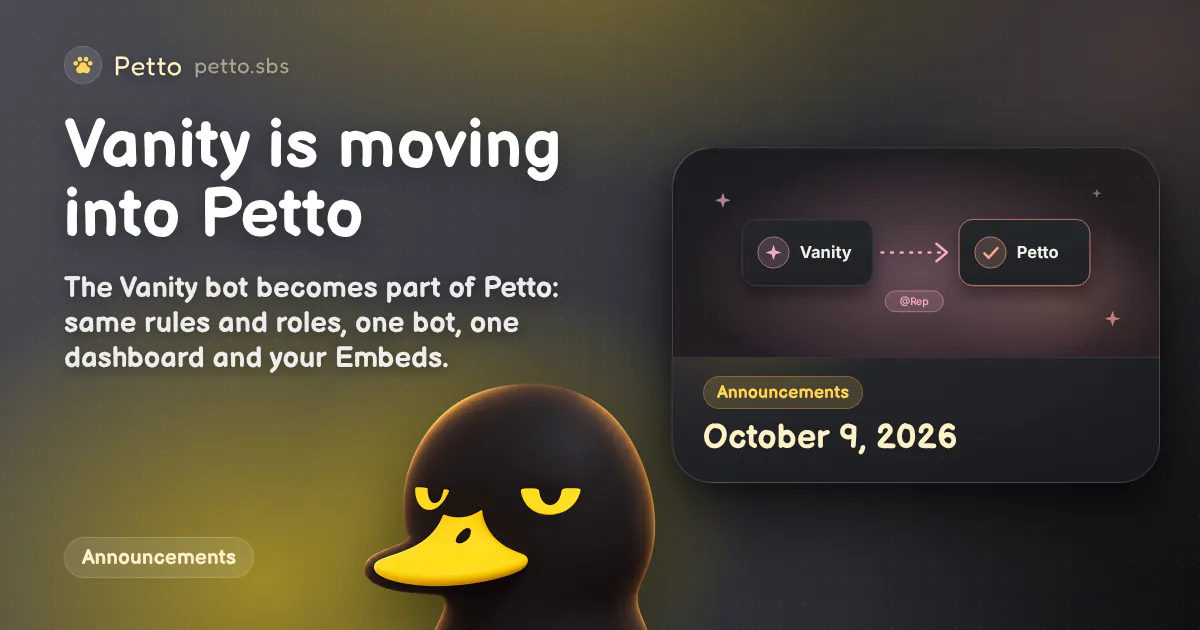 Petto petto.sbs
Vanity is moving
into Petto
The Vanity bot becomes part of Petto:
same rules and roles, one bot, one
dashboard and your Embeds.
Announcements
Vanity
Petto
@Rep
Announcements
October 9, 2026